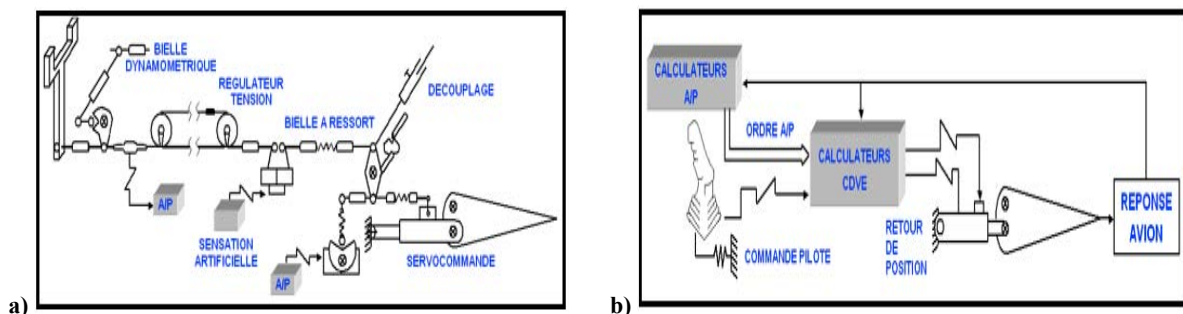 BIELLE
DYNAMOMETRIQUE
REGULATEUR
TENSION
DECOUPLAGE
BIELLE A RESSORT
A/P
SENSATION
ARTIFICIELLE
A/P
SERVOCOMMANDE
a)
CALCULATEURS
A/P
ORDRE A/P
CALCULATEURS
CDVE
RETOUR
DE
POSITION
REPONSE
AVION
COMMANDE PILOTE
b)